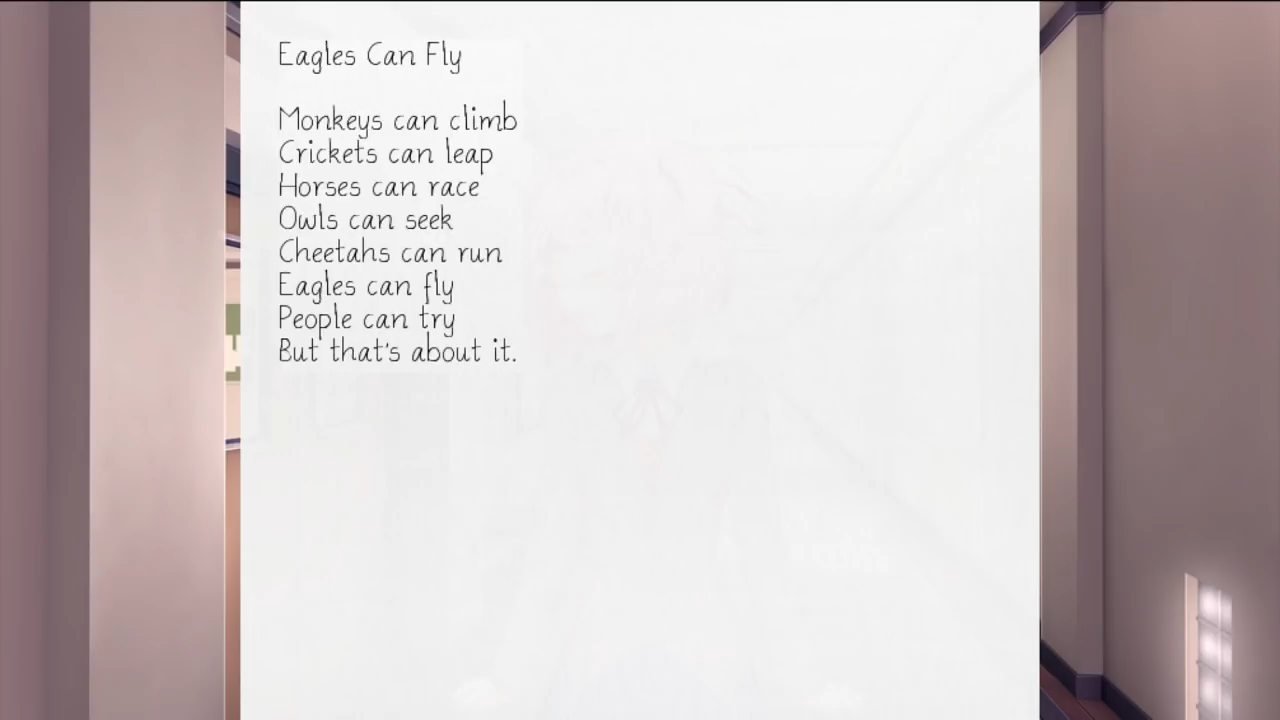 Eagles Can Fly
Monkeys can climb
Crickets can leap
Horses can race
Owls can seek
Cheetahs can run
Eagles can fly
People can try
But that's about it.